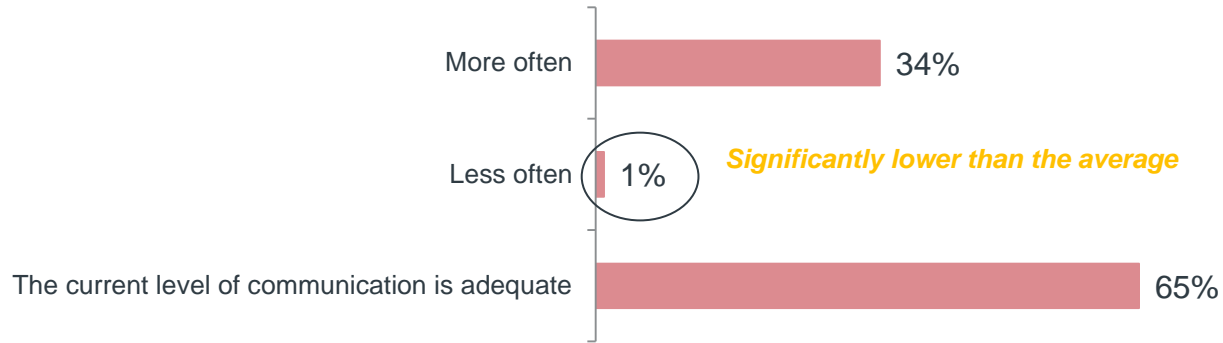 More often 34%
Less often 1% Significantly lower than the average
The current level of communication is adequate 65%